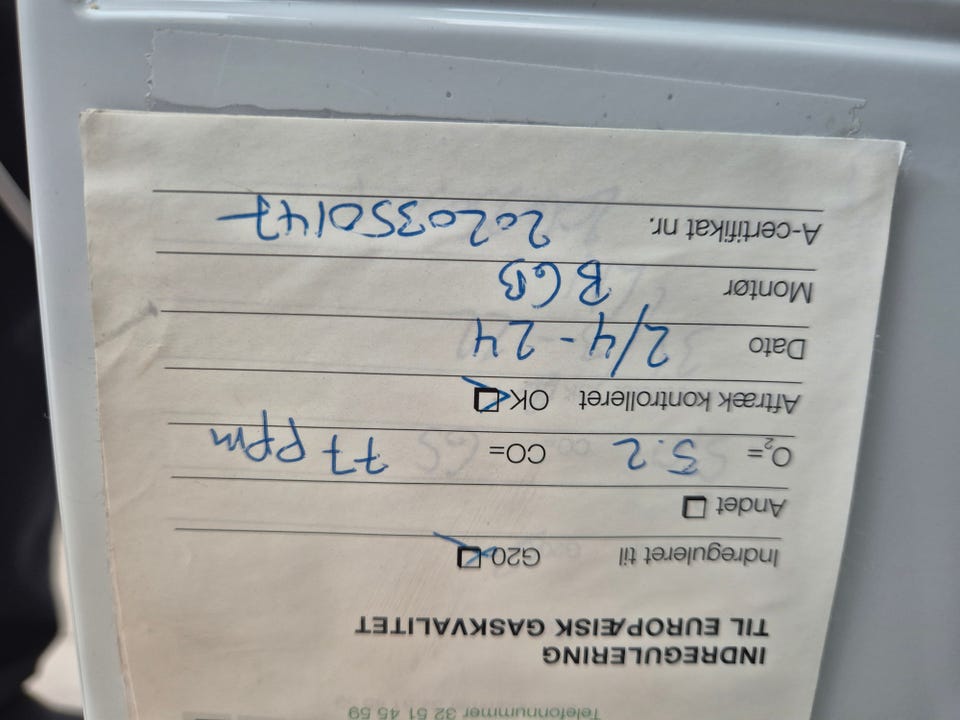 Telefonnummer 32 51 45 59
INDREGULERING
TIL EUROPÆISK GASKVALITET
Indreguleret til G20
Andet
O₂= 5.2 CO= 77 ppm
Aftræk kontrolleret OK
Dato 2/4-24
Montør BGB
A-certifikat nr. 2020350147